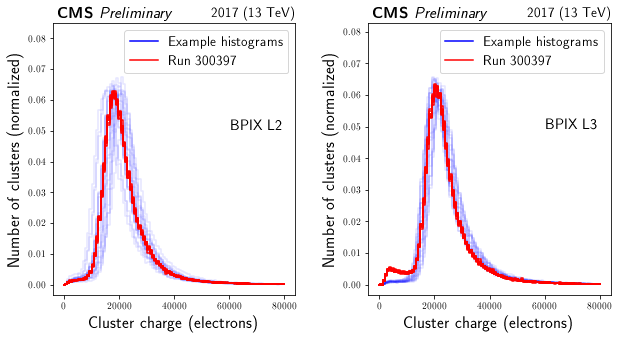 CMS Preliminary 2017 (13 TeV)
Number of clusters (normalized)
0.08
0.07
0.06
0.05
0.04
0.03
0.02
0.01
0.00
Example histograms
Run 300397
BPIX L2
0 20000 40000 60000 80000
Cluster charge (electrons)
CMS Preliminary 2017 (13 TeV)
Number of clusters (normalized)
0.08
0.07
0.06
0.05
0.04
0.03
0.02
0.01
0.00
Example histograms
Run 300397
BPIX L3
0 20000 40000 60000 80000
Cluster charge (electrons)